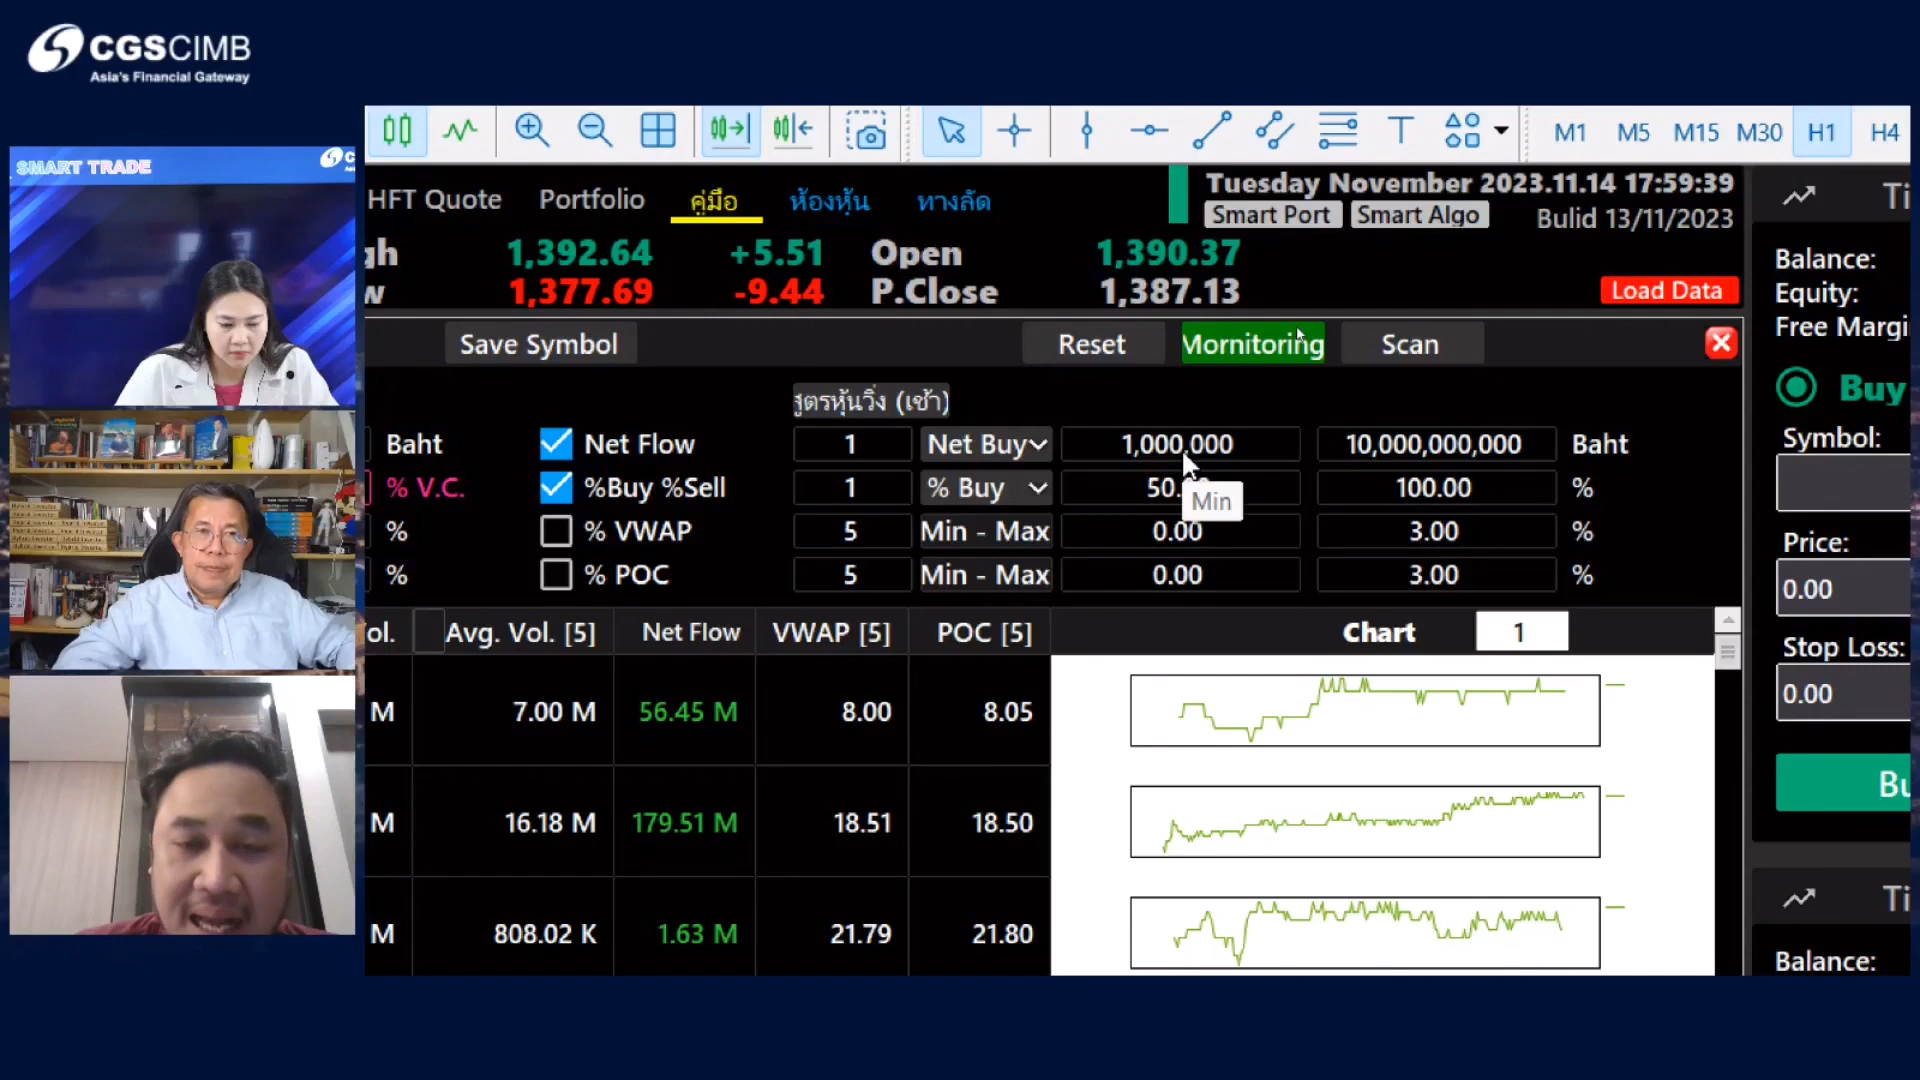 CGSCIMB
Asia's Financial Gateway
SMART TRADE
M1 M5 M15 M30 H1 H4
HFT Quote Portfolio คู่มือ ห้องหุ้น ทางลัด
Tuesday November 2023.11.14 17:59:39
Smart Port Smart Algo Bulid 13/11/2023
gh 1,392.64 +5.51 Open 1,390.37
w 1,377.69 -9.44 P.Close 1,387.13
Load Data
Save Symbol Reset Mornitoring Scan
สูตรหุ้นวิ่ง (เช้า)
Baht Net Flow 1 Net Buy 1,000,000 10,000,000,000 Baht
% V.C. %Buy %Sell 1 % Buy 50. 100.00 %
Min
% % VWAP 5 Min - Max 0.00 3.00 %
% % POC 5 Min - Max 0.00 3.00 %
ol. Avg. Vol. [5] Net Flow VWAP [5] POC [5] Chart 1
M 7.00 M 56.45 M 8.00 8.05
M 16.18 M 179.51 M 18.51 18.50
M 808.02 K 1.63 M 21.79 21.80
Ti
Balance:
Equity:
Free Margi
Buy
Symbol:
Price:
0.00
Stop Loss:
0.00
Bu
Ti
Balance: